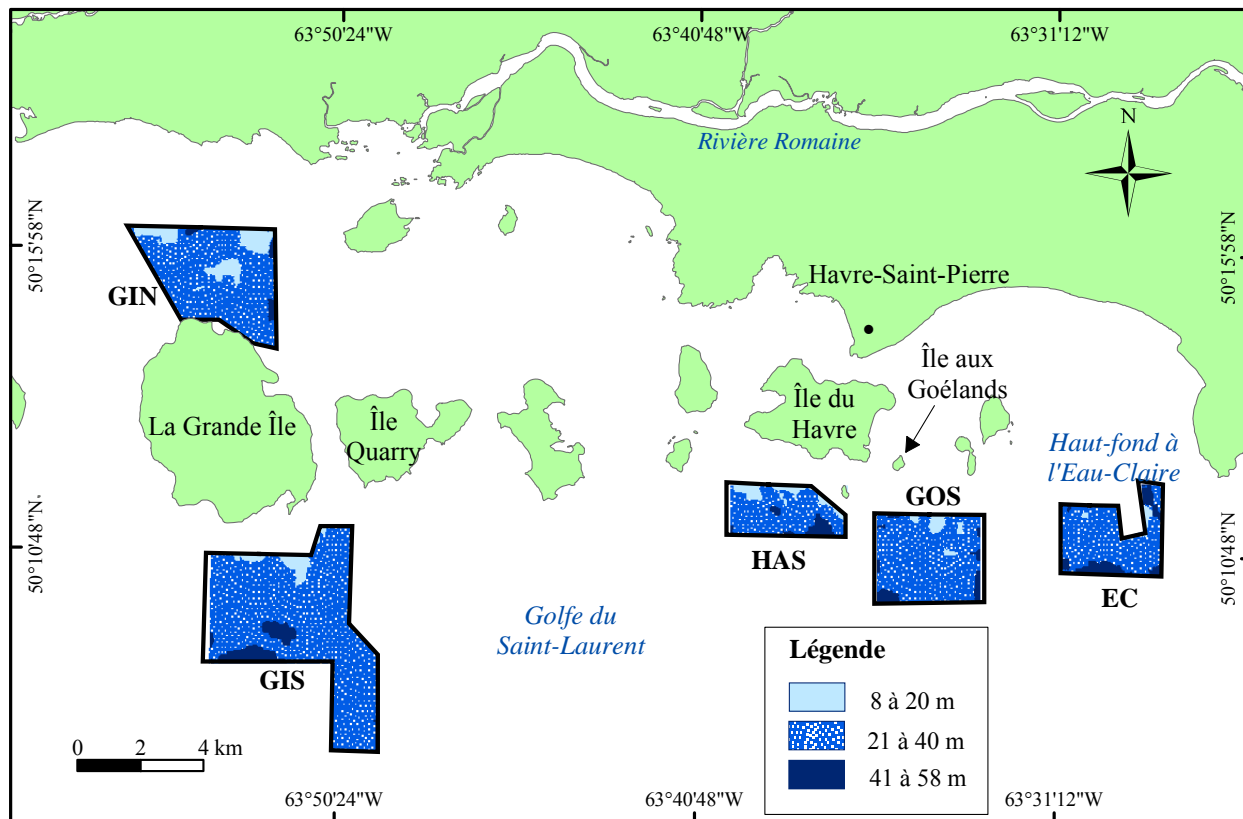 63°50'24"W
63°40'48"W
63°31'12"W
N
Rivière Romaine
50°15'58"N
50°15'58"N
Havre-Saint-Pierre
GIN
Île aux
Goélands
La Grande Île
Île
Quarry
Île du
Havre
Haut-fond à
l'Eau-Claire
GOS
50°10'48"N
50°10'48"N
HAS
EC
Golfe du
Saint-Laurent
GIS
Légende
8 à 20 m
21 à 40 m
41 à 58 m
0 2 4 km
63°50'24"W
63°40'48"W
63°31'12"W